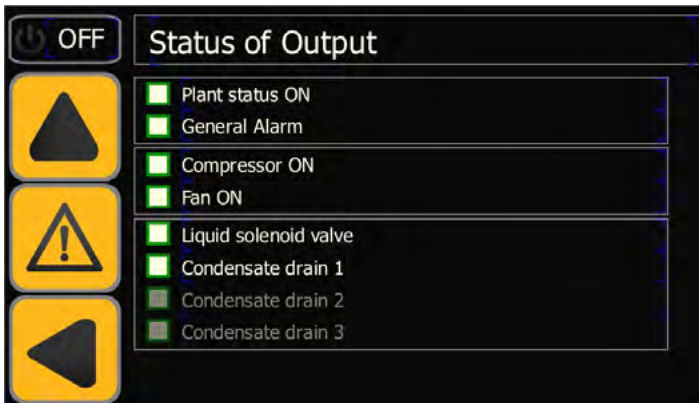 OFF
Status of Output
Plant status ON
General Alarm
Compressor ON
Fan ON
Liquid solenoid valve
Condensate drain 1
Condensate drain 2
Condensate drain 3